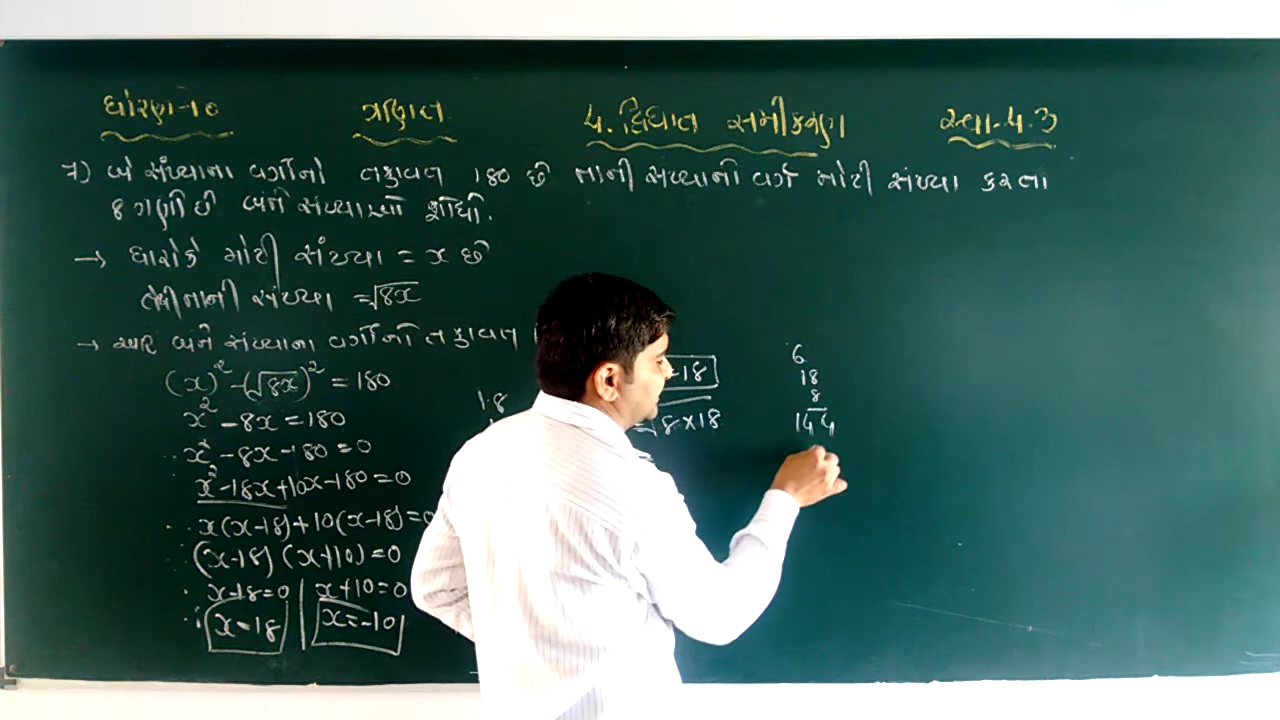 ધોરણ-૧૦ ગણિત 4. દ્વિઘાત સમીકરણ સ્વા-4.3
7) બે સંખ્યાના વર્ગોનો તફાવત 180 છે નાની સંખ્યાનો વર્ગ મોટી સંખ્યા કરતા
8 ગણો છે બંને સંખ્યાઓ શોધો.
→ ધારોકે મોટી સંખ્યા = x છે
તેથી નાની સંખ્યા = √8x
→ બંને સંખ્યાના વર્ગોનો તફાવત
(x)² - (√8x)² = 180
x² - 8x = 180
∴ x² - 8x - 180 = 0
x² - 18x + 10x - 180 = 0
∴ x(x-18) + 10(x-18) = 0
∴ (x-18) (x+10) = 0
∴ x-18=0 | x+10=0
∴ x=18 | x=-10
18
= √8×18
6
18
8
144